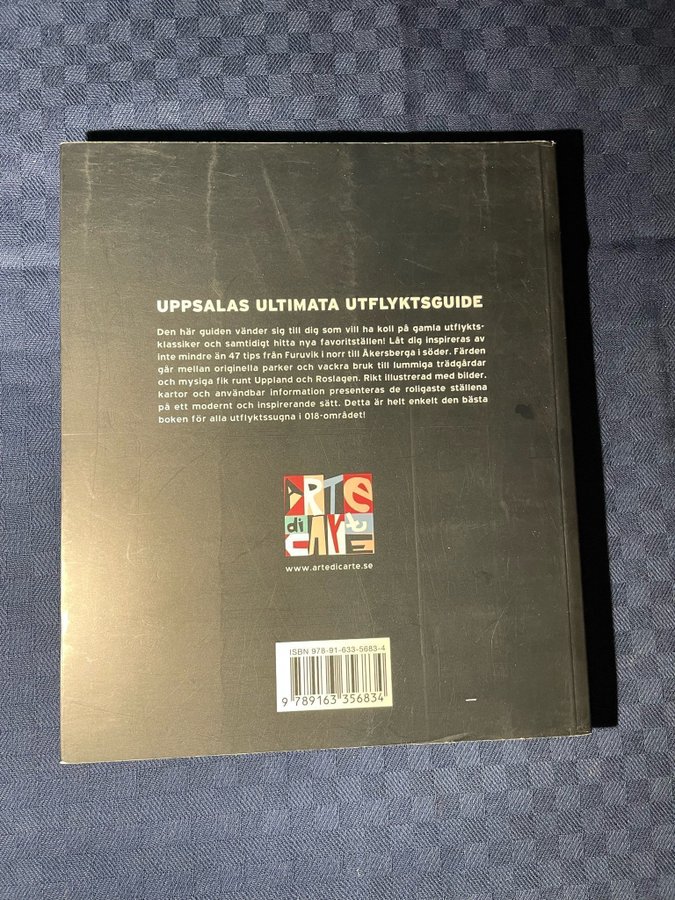 UPPSALAS ULTIMATA UTFLYKTSGUIDE
Den här guiden vänder sig till dig som vill ha koll på gamla utflykts-
klassiker och samtidigt hitta nya favoritställen! Låt dig inspireras av
inte mindre än 47 tips från Furuvik i norr till Åkersberga i söder. Färden
går mellan originella parker och vackra bruk till lummiga trädgårdar
och mysiga fik runt Uppland och Roslagen. Rikt illustrerad med bilder,
kartor och användbar information presenteras de roligaste ställena
på ett modernt och inspirerande sätt. Detta är helt enkelt den bästa
boken för alla utflyktssugna i 018-området!
ARTE
di
CARTE
www.artedicarte.se
ISBN 978-91-633-5683-4
9 789163 356834